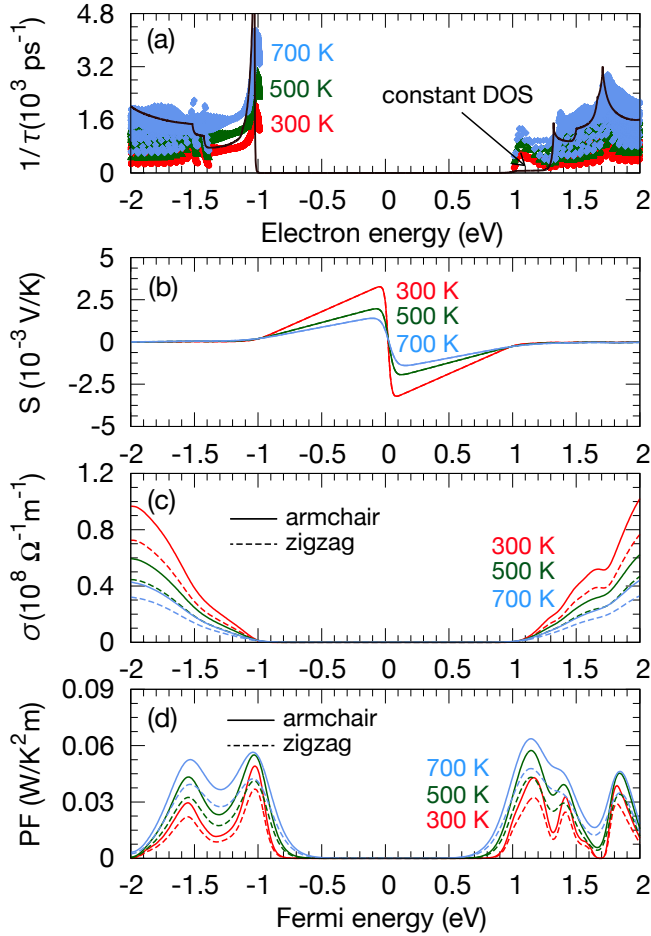 (a)
700 K
500 K
300 K
constant DOS
1/τ(10³ ps⁻¹)
4.8
3.2
1.6
0
-2 -1.5 -1 -0.5 0 0.5 1 1.5 2
Electron energy (eV)
(b)
300 K
500 K
700 K
S (10⁻³ V/K)
5
2.5
0
-2.5
-5
-2 -1.5 -1 -0.5 0 0.5 1 1.5 2
(c)
armchair
zigzag
300 K
500 K
700 K
σ(10⁸ Ω⁻¹m⁻¹)
1.2
0.8
0.4
0
-2 -1.5 -1 -0.5 0 0.5 1 1.5 2
(d)
armchair
zigzag
700 K
500 K
300 K
PF (W/K²m)
0.09
0.06
0.03
0
-2 -1.5 -1 -0.5 0 0.5 1 1.5 2
Fermi energy (eV)